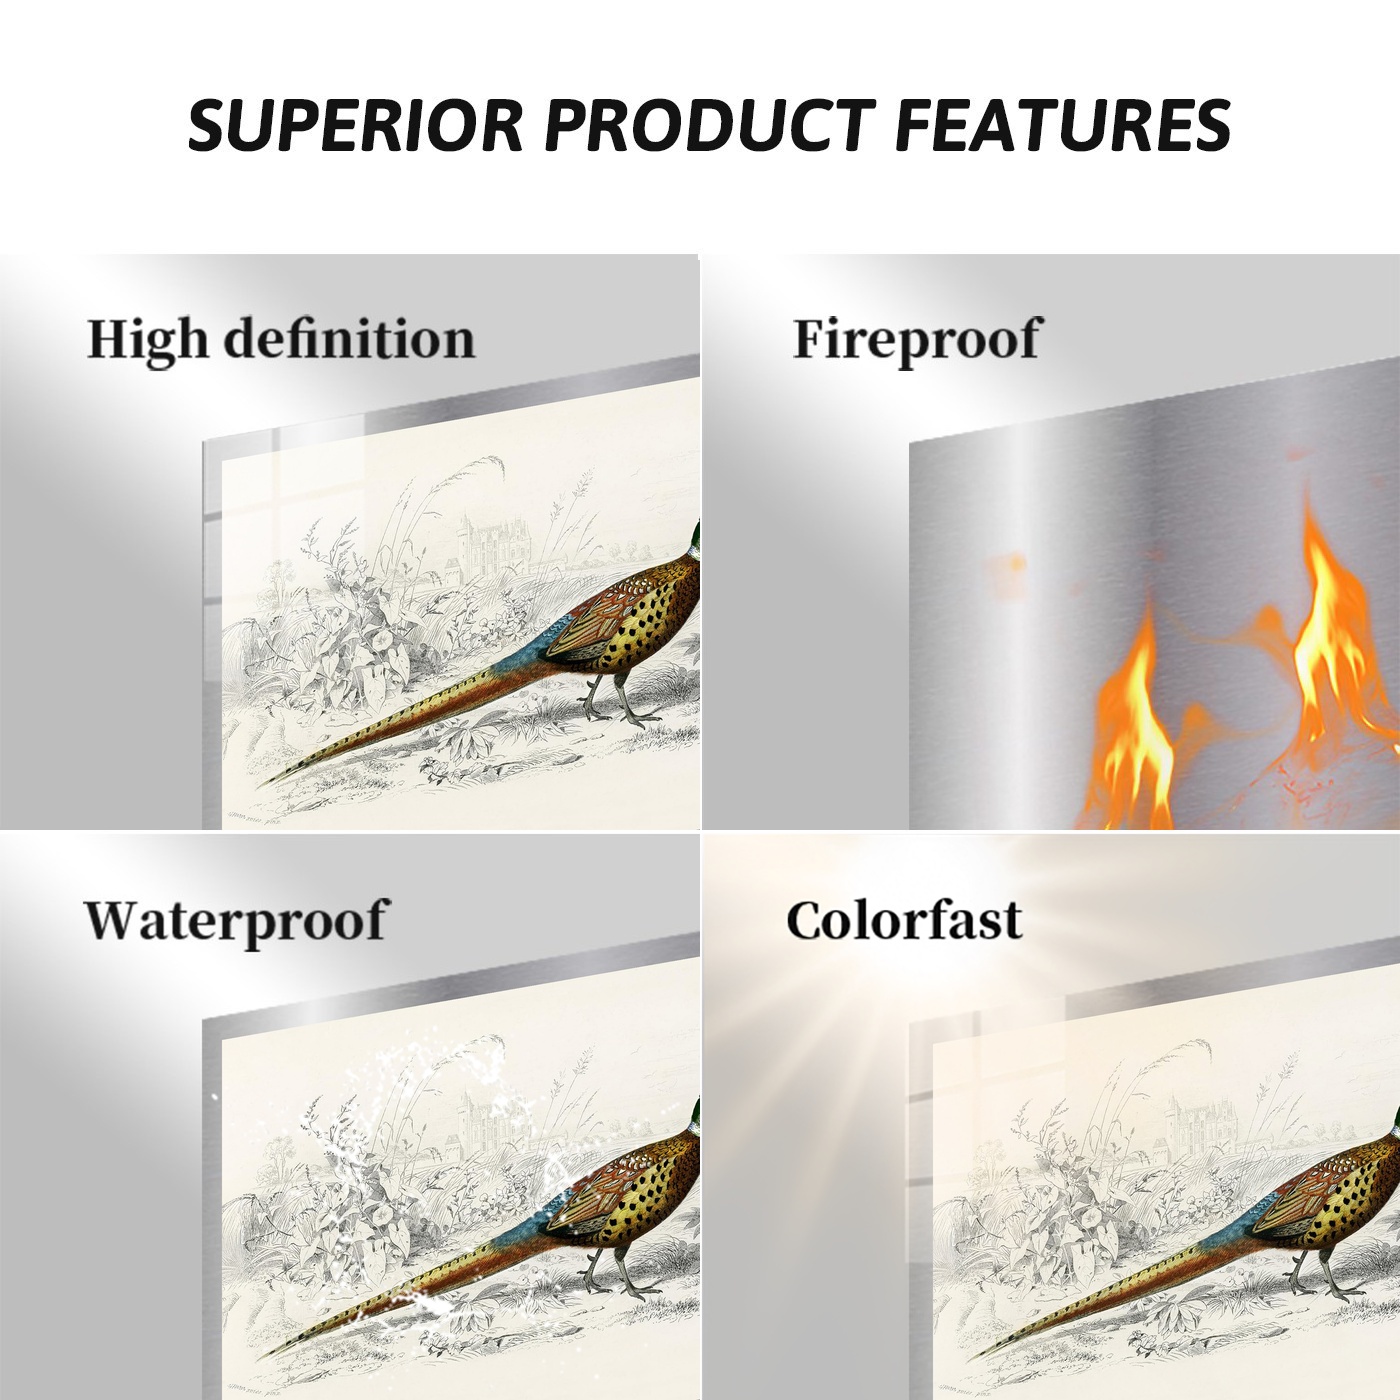 SUPERIOR PRODUCT FEATURES
High definition
Fireproof
Waterproof
Colorfast